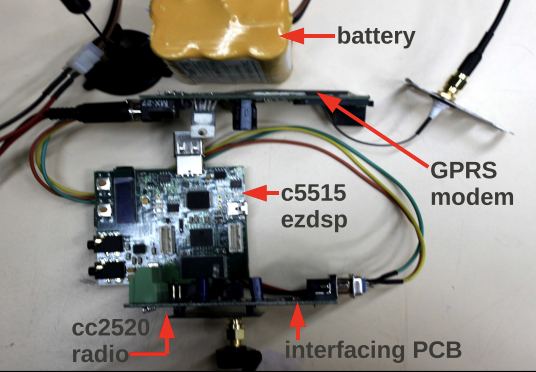 battery
GPRS
modem
c5515
ezdsp
cc2520
radio
interfacing PCB